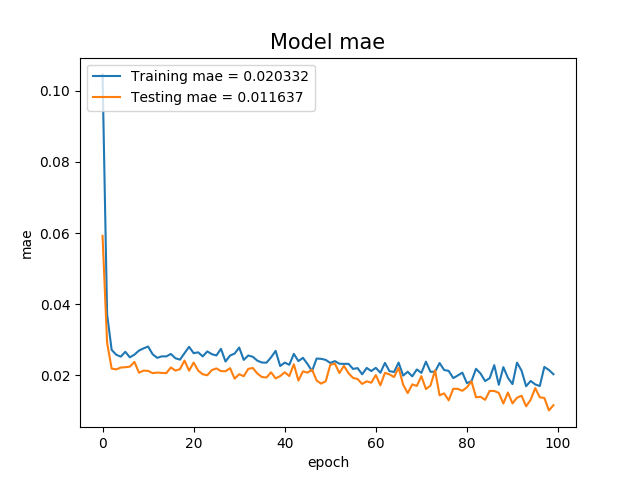 Model mae
Training mae = 0.020332
Testing mae = 0.011637
0.10
0.08
0.06
0.04
0.02
mae
0 20 40 60 80 100
epoch